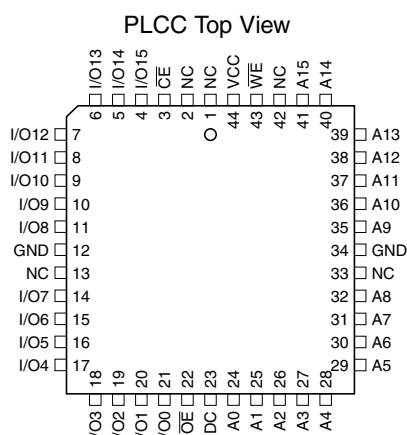 PLCC Top View
I/O13 I/O14 I/O15 C̅E̅ NC NC VCC W̅E̅ NC A15 A14
6 5 4 3 2 1 44 43 42 41 40
I/O12 7 39 A13
I/O11 8 38 A12
I/O10 9 37 A11
I/O9 10 36 A10
I/O8 11 35 A9
GND 12 34 GND
NC 13 33 NC
I/O7 14 32 A8
I/O6 15 31 A7
I/O5 16 30 A6
I/O4 17 29 A5
18 19 20 21 22 23 24 25 26 27 28
/O3 /O2 /O1 /O0 O̅E̅ DC A0 A1 A2 A3 A4